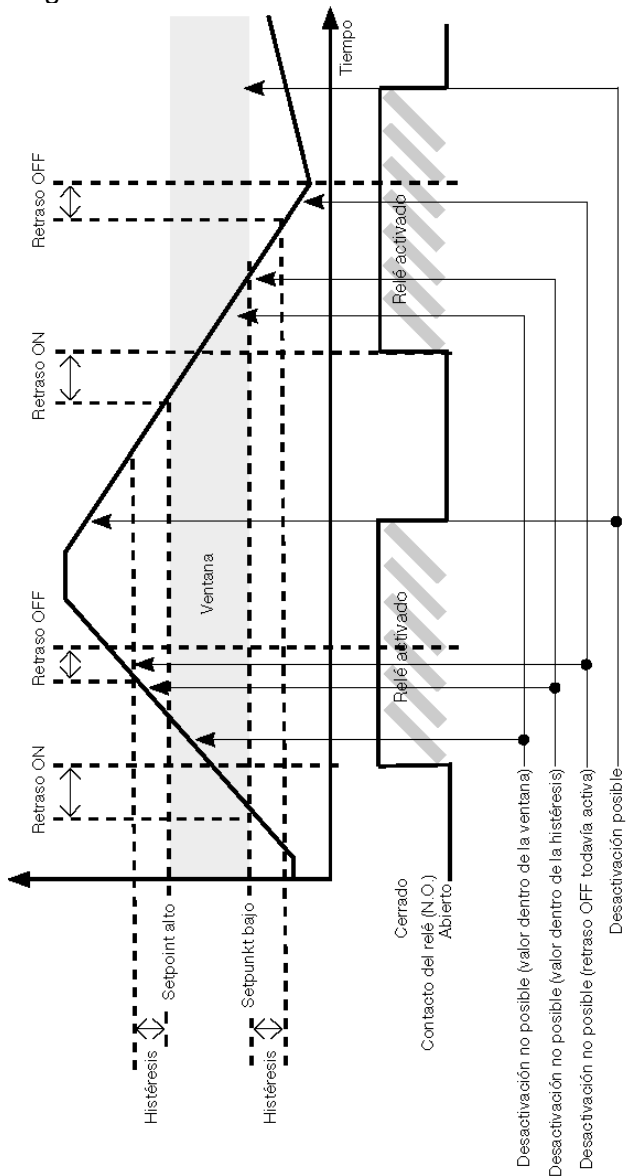 Retraso ON
Retraso OFF
Retraso ON
Retraso OFF
Histéresis
Setpoint alto
Ventana
Setpunkt bajo
Histéresis
Tiempo
Cerrado
Contacto del relé (N.O.)
Abierto
Relé activado
Relé activado
Desactivación no posible (valor dentro de la ventana)
Desactivación no posible (valor dentro de la histéresis)
Desactivación no posible (retraso OFF todavía activa)
Desactivación posible